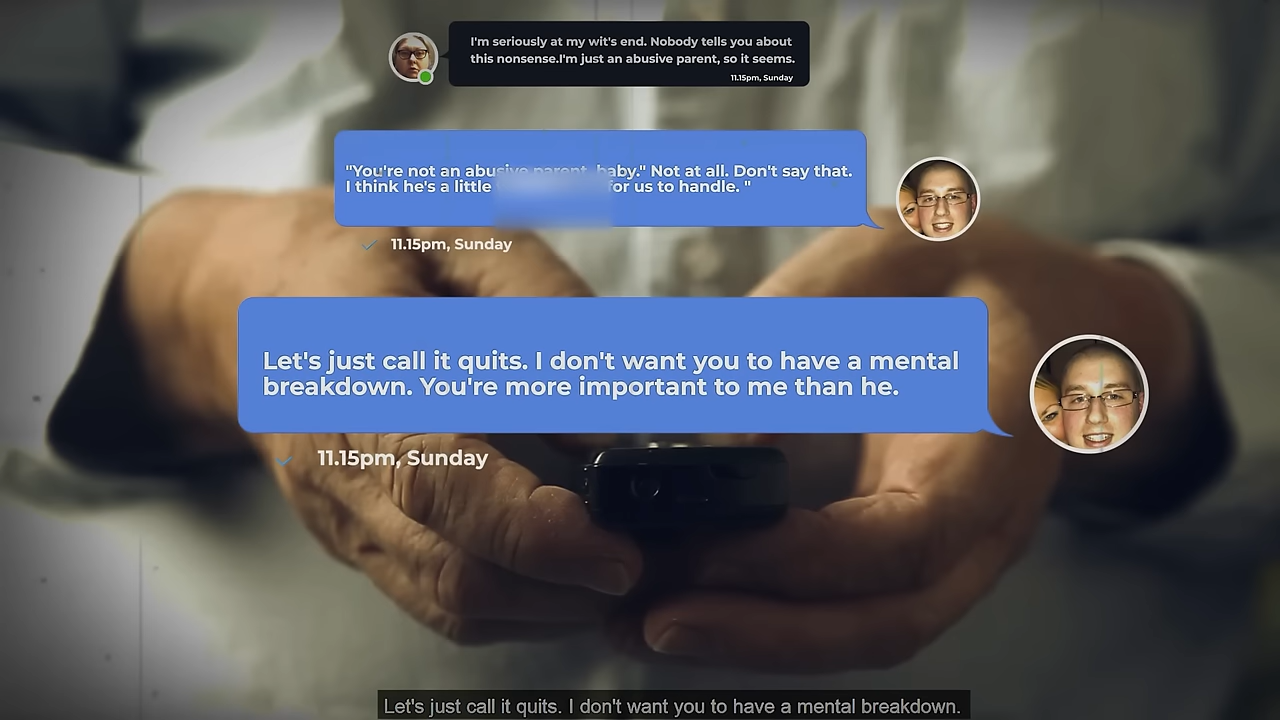 I'm seriously at my wit's end. Nobody tells you about
this nonsense.I'm just an abusive parent, so it seems.
11.15pm, Sunday
"You're not an abusive parent, baby." Not at all. Don't say that.
I think he's a little for us to handle. "
11.15pm, Sunday
Let's just call it quits. I don't want you to have a mental
breakdown. You're more important to me than he.
11.15pm, Sunday
Let's just call it quits. I don't want you to have a mental breakdown.